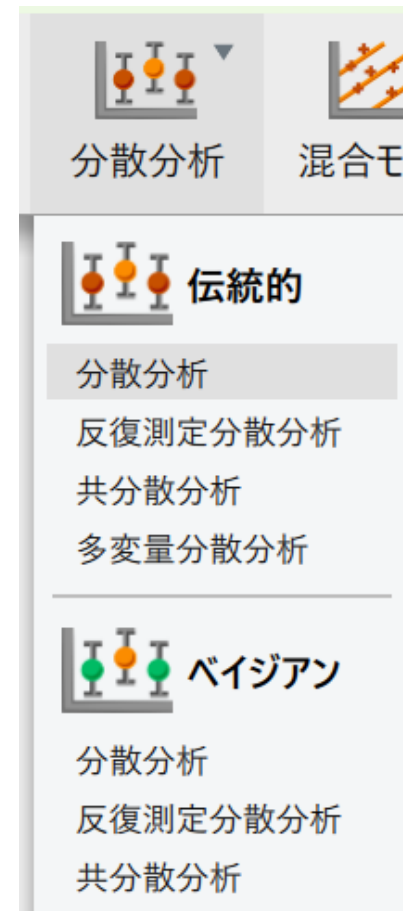 分散分析
混合モ
伝統的
分散分析
反復測定分散分析
共分散分析
多変量分散分析
ベイジアン
分散分析
反復測定分散分析
共分散分析